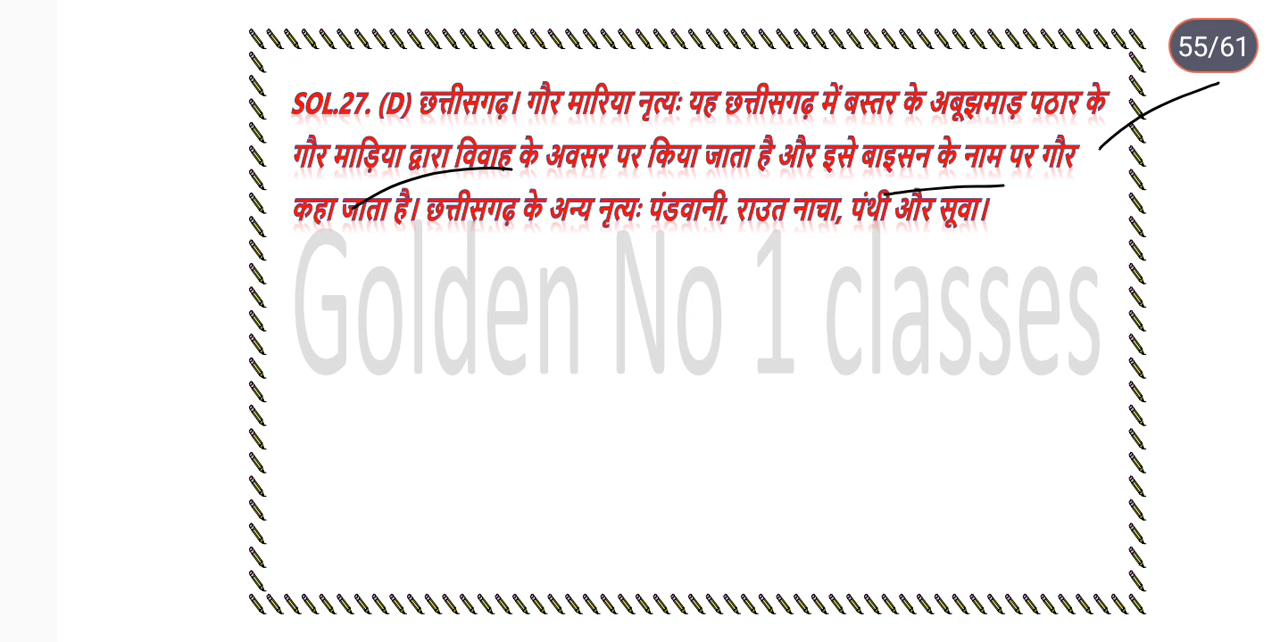 55/61
SOL.27. (D) छत्तीसगढ़। गौर मारिया नृत्यः यह छत्तीसगढ़ में बस्तर के अबूझमाड़ पठार के
गौर माड़िया द्वारा विवाह के अवसर पर किया जाता है और इसे बाइसन के नाम पर गौर
कहा जाता है। छत्तीसगढ़ के अन्य नृत्यः पंडवानी, राउत नाचा, पंथी और सूवा।
Golden No 1 classes